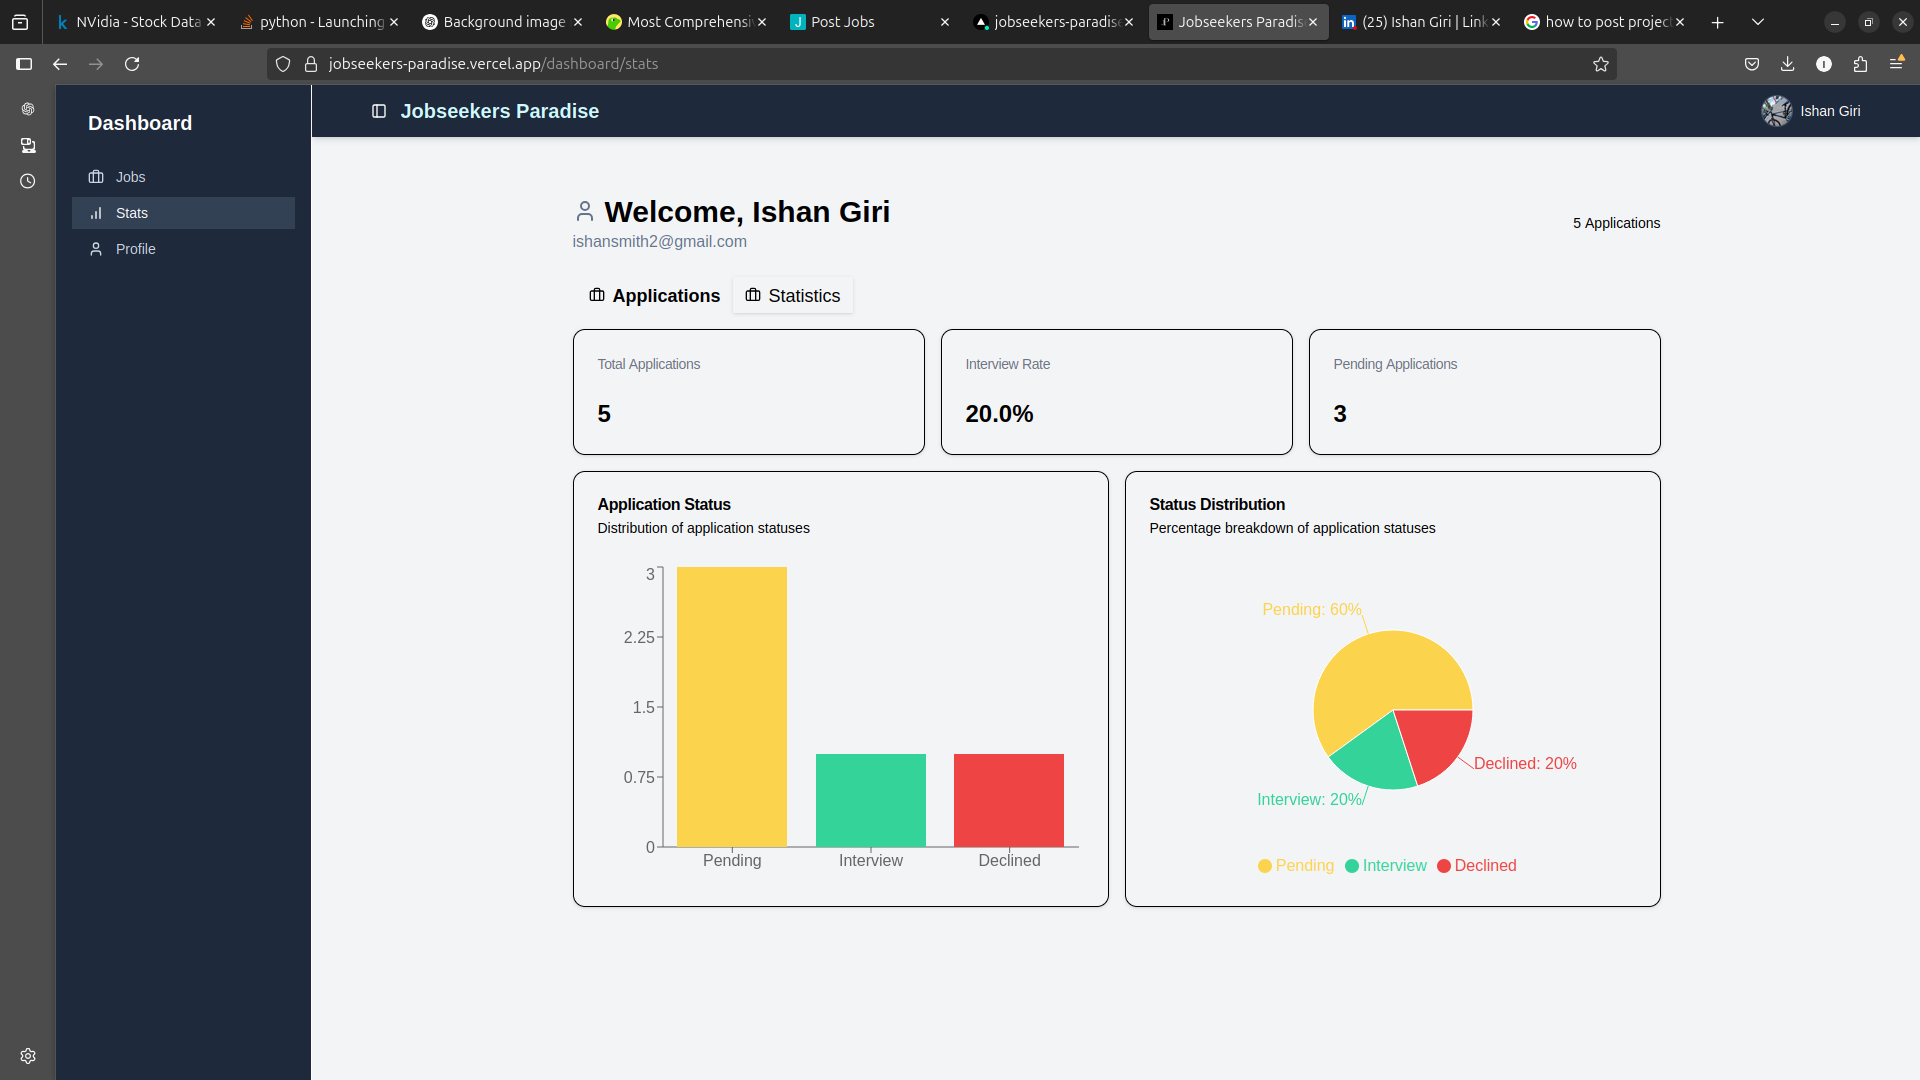 NVidia - Stock Data
python - Launching
Background image
Most Comprehensi
Post Jobs
jobseekers-paradise
Jobseekers Paradis
(25) Ishan Giri | Link
how to post project
jobseekers-paradise.vercel.app/dashboard/stats
Dashboard
Jobs
Stats
Profile
Jobseekers Paradise
Ishan Giri
Welcome, Ishan Giri
ishansmith2@gmail.com
5 Applications
Applications
Statistics
Total Applications
5
Interview Rate
20.0%
Pending Applications
3
Application Status
Distribution of application statuses
3
2.25
1.5
0.75
0
Pending
Interview
Declined
Status Distribution
Percentage breakdown of application statuses
Pending: 60%
Declined: 20%
Interview: 20%
Pending
Interview
Declined